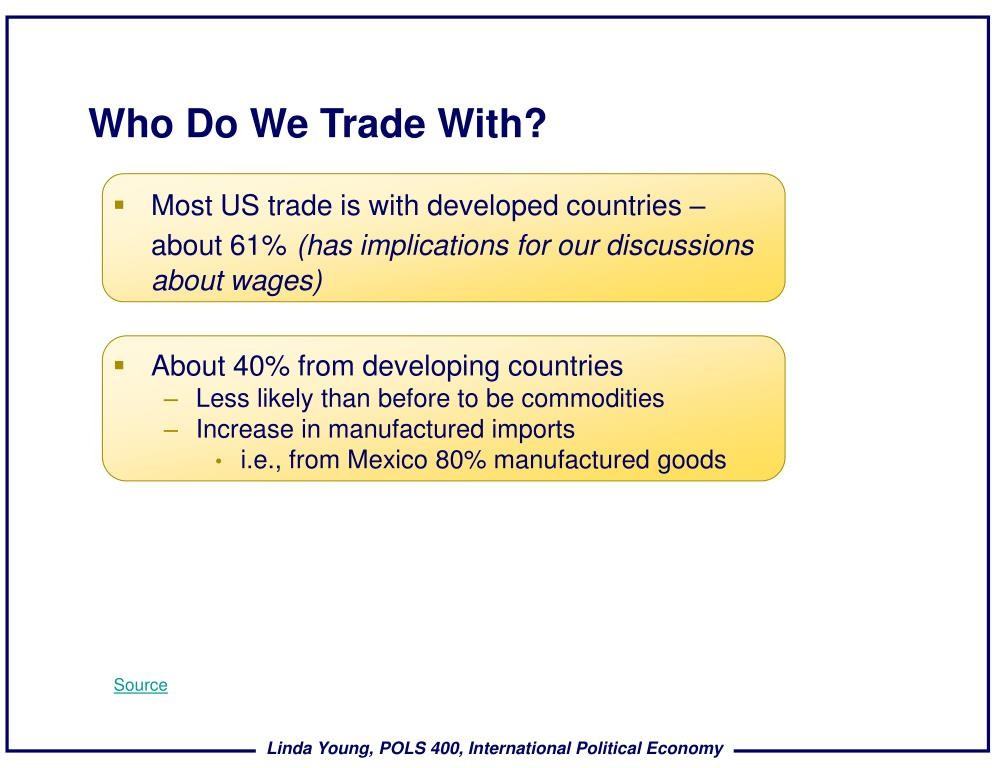 Who Do We Trade With?
▪ Most US trade is with developed countries –
about 61% (has implications for our discussions
about wages)
▪ About 40% from developing countries
– Less likely than before to be commodities
– Increase in manufactured imports
• i.e., from Mexico 80% manufactured goods
Source
Linda Young, POLS 400, International Political Economy